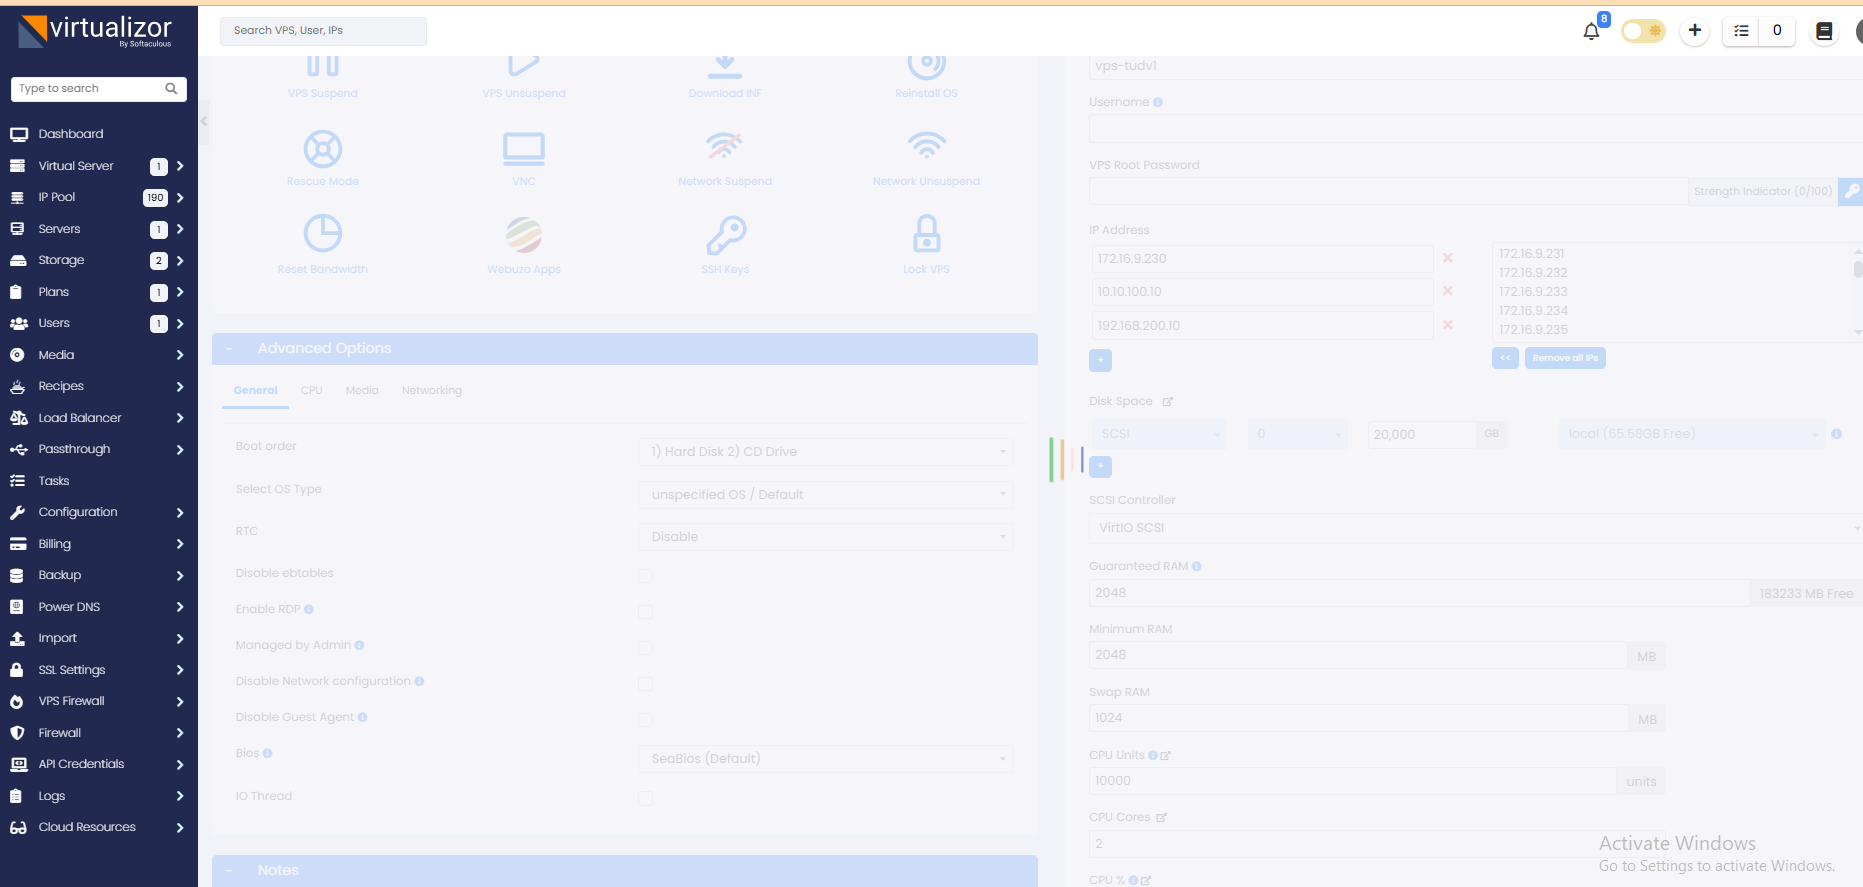 virtualizor
By Softaculous
Search VPS, User, IPs
8
0
Type to search
Dashboard
Virtual Server 1
IP Pool 190
Servers 1
Storage 2
Plans 1
Users 1
Media
Recipes
Load Balancer
Passthrough
Tasks
Configuration
Billing
Backup
Power DNS
Import
SSL Settings
VPS Firewall
Firewall
API Credentials
Logs
Cloud Resources
VPS Suspend
VPS Unsuspend
Download INF
Reinstall OS
Rescue Mode
VNC
Network Suspend
Network Unsuspend
Reset Bandwidth
Webuzo Apps
SSH Keys
Lock VPS
- Advanced Options
General CPU Media Networking
Boot order 1) Hard Disk 2) CD Drive
Select OS Type unspecified OS / Default
RTC Disable
Disable ebtables
Enable RDP
Managed by Admin
Disable Network configuration
Disable Guest Agent
Bios SeaBios (Default)
IO Thread
- Notes
vps-tudv1
Username
VPS Root Password
Strength Indicator (0/100)
IP Address
172.16.9.230
10.10.100.10
192.168.200.10
+
172.16.9.231
172.16.9.232
172.16.9.233
172.16.9.234
172.16.9.235
<< Remove all IPs
Disk Space
SCSI 0 20,000 GB local (65.58GB Free)
+
SCSI Controller
VirtIO SCSI
Guaranteed RAM
2048 183233 MB Free
Minimum RAM
2048 MB
Swap RAM
1024 MB
CPU Units
10000 units
CPU Cores
2
CPU %
Activate Windows
Go to Settings to activate Windows.